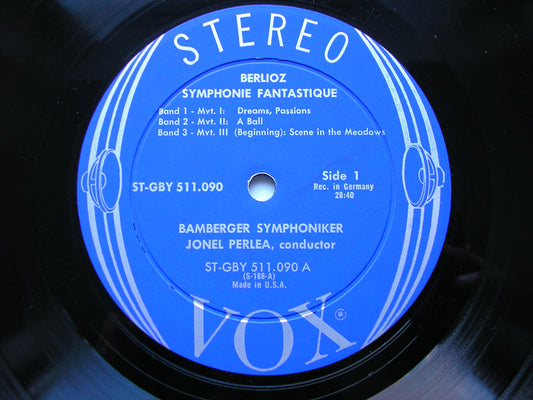 STEREO
BERLIOZ
SYMPHONIE FANTASTIQUE
Band 1 - Mvt. I: Dreams, Passions
Band 2 - Mvt. II: A Ball
Band 3 - Mvt. III (Beginning): Scene in the Meadows
ST-GBY 511.090
Side 1
Rec. in Germany
28:40
BAMBERGER SYMPHONIKER
JONEL PERLEA, conductor
ST-GBY 511.090 A
(S-188-A)
Made in U.S.A.
VOX®